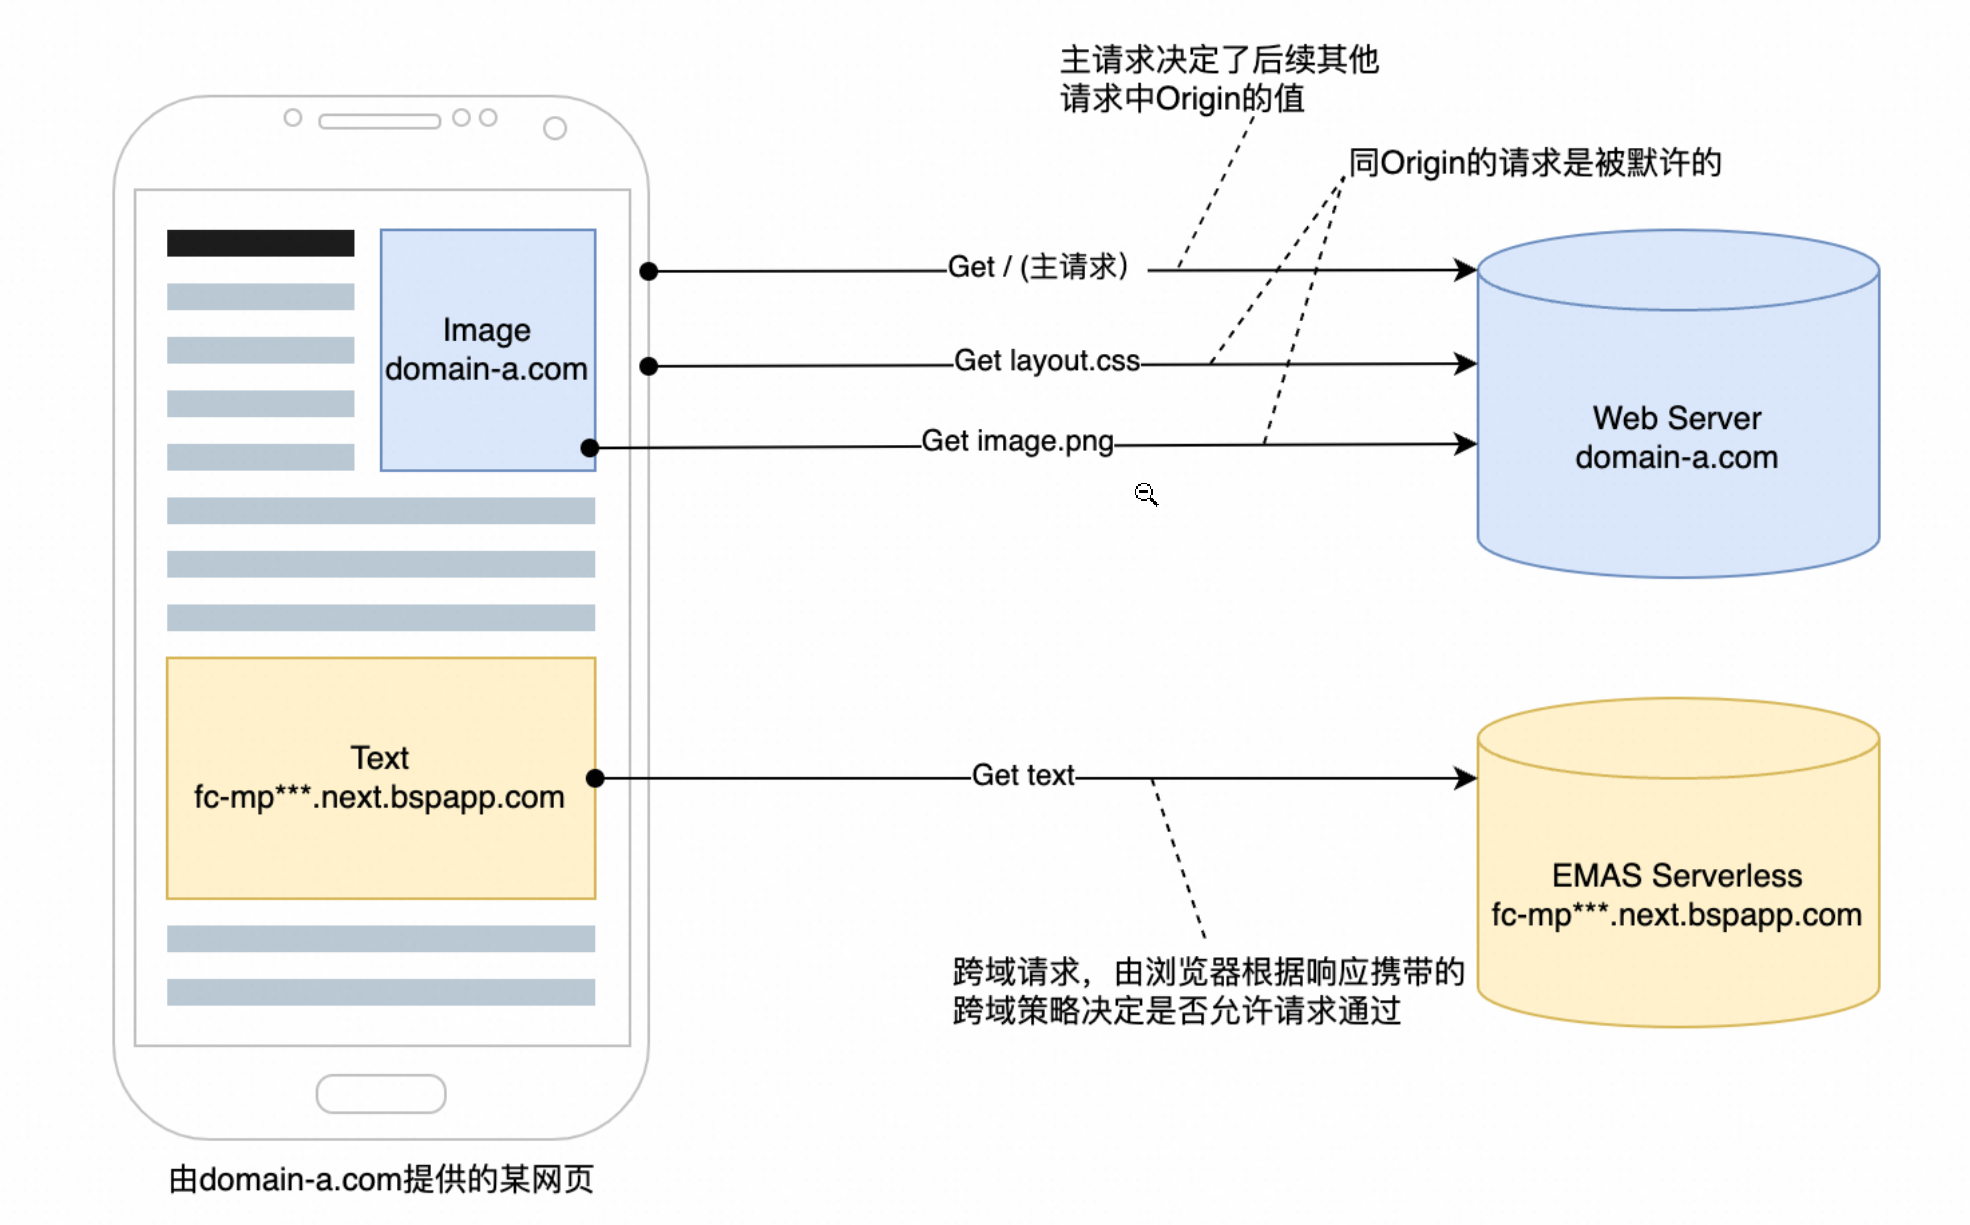 主请求决定了后续其他
请求中Origin的值
同Origin的请求是被默许的
Get / (主请求）
Image
domain-a.com
Get layout.css
Get image.png
Web Server
domain-a.com
Text
fc-mp***.next.bspapp.com
Get text
EMAS Serverless
fc-mp***.next.bspapp.com
跨域请求，由浏览器根据响应携带的
跨域策略决定是否允许请求通过
由domain-a.com提供的某网页